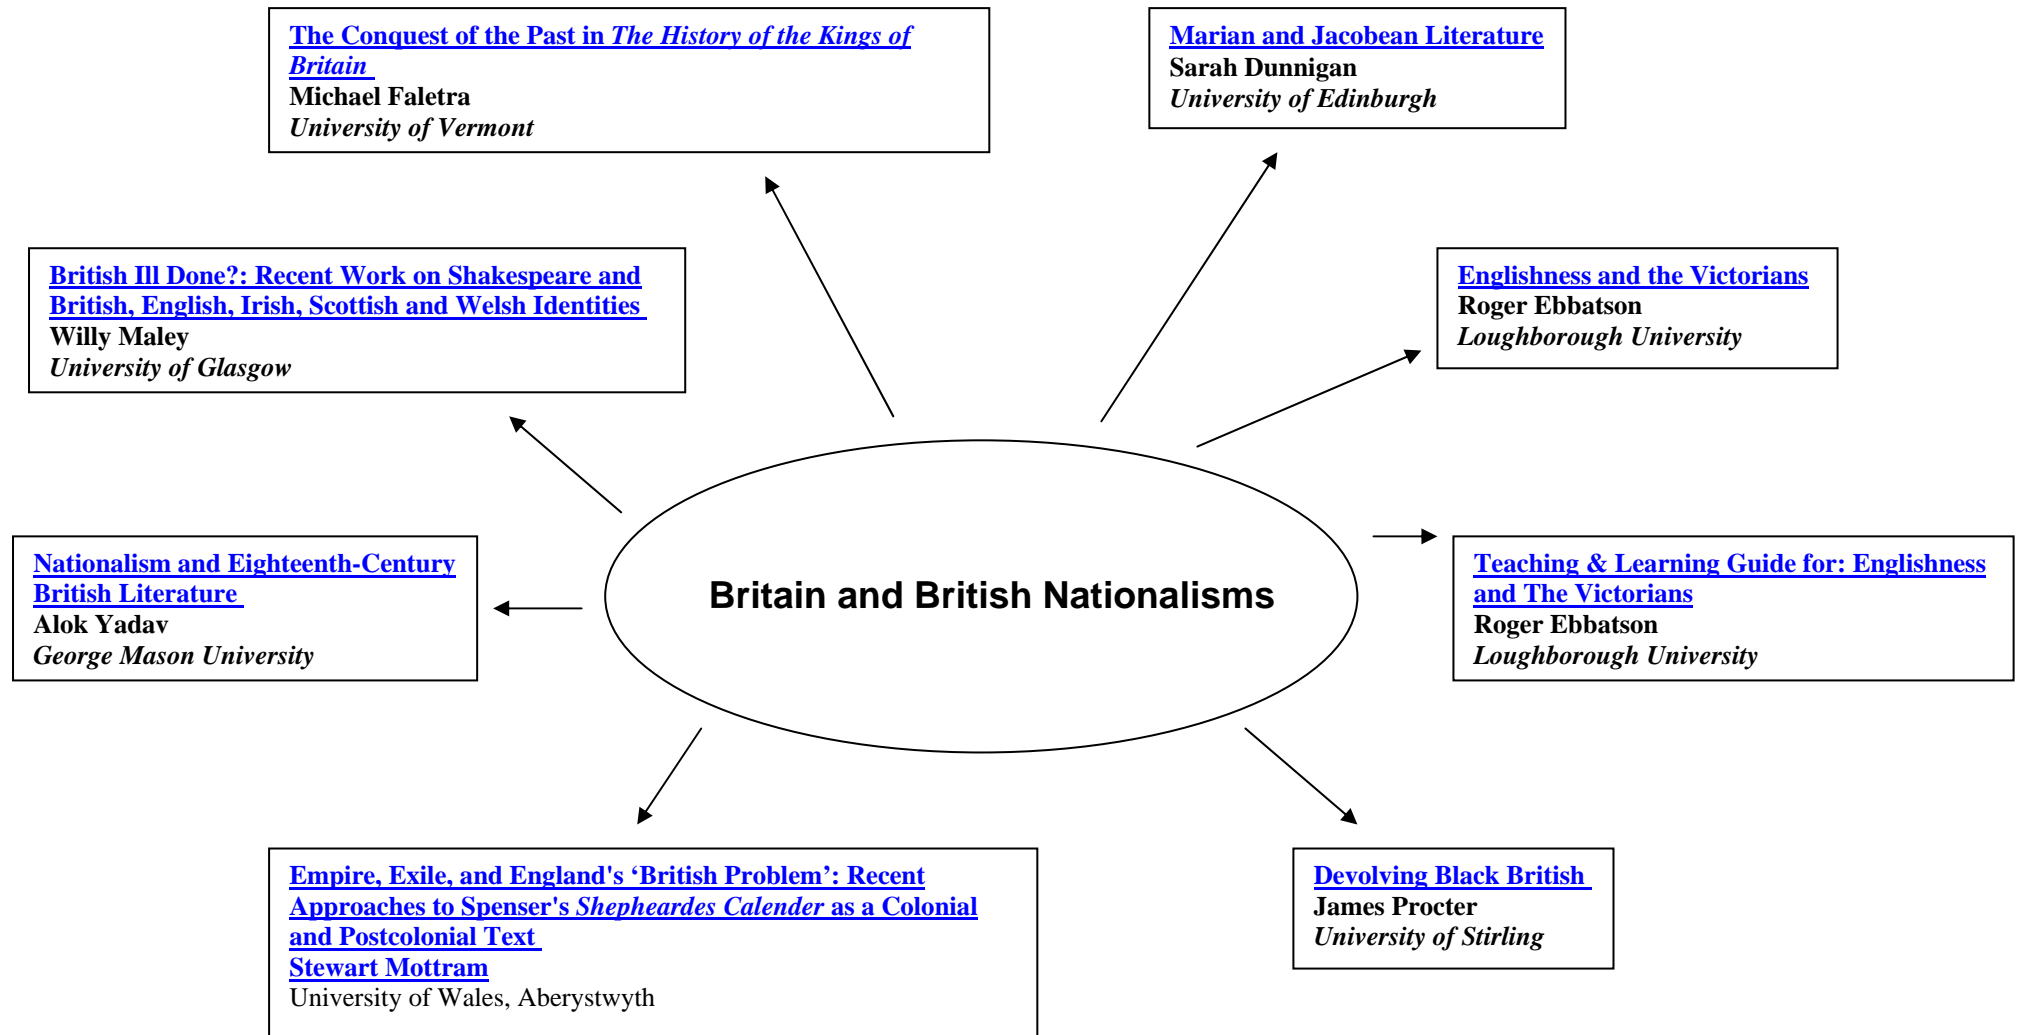 The Conquest of the Past in The History of the Kings of
Britain
Michael Faletra
University of Vermont
Marian and Jacobean Literature
Sarah Dunnigan
University of Edinburgh
British Ill Done?: Recent Work on Shakespeare and
British, English, Irish, Scottish and Welsh Identities
Willy Maley
University of Glasgow
Englishness and the Victorians
Roger Ebbatson
Loughborough University
Britain and British Nationalisms
Nationalism and Eighteenth-Century
British Literature
Alok Yadav
George Mason University
Teaching & Learning Guide for: Englishness
and The Victorians
Roger Ebbatson
Loughborough University
Empire, Exile, and England's ‘British Problem’: Recent
Approaches to Spenser's Shepheardes Calender as a Colonial
and Postcolonial Text
Stewart Mottram
University of Wales, Aberystwyth
Devolving Black British
James Procter
University of Stirling